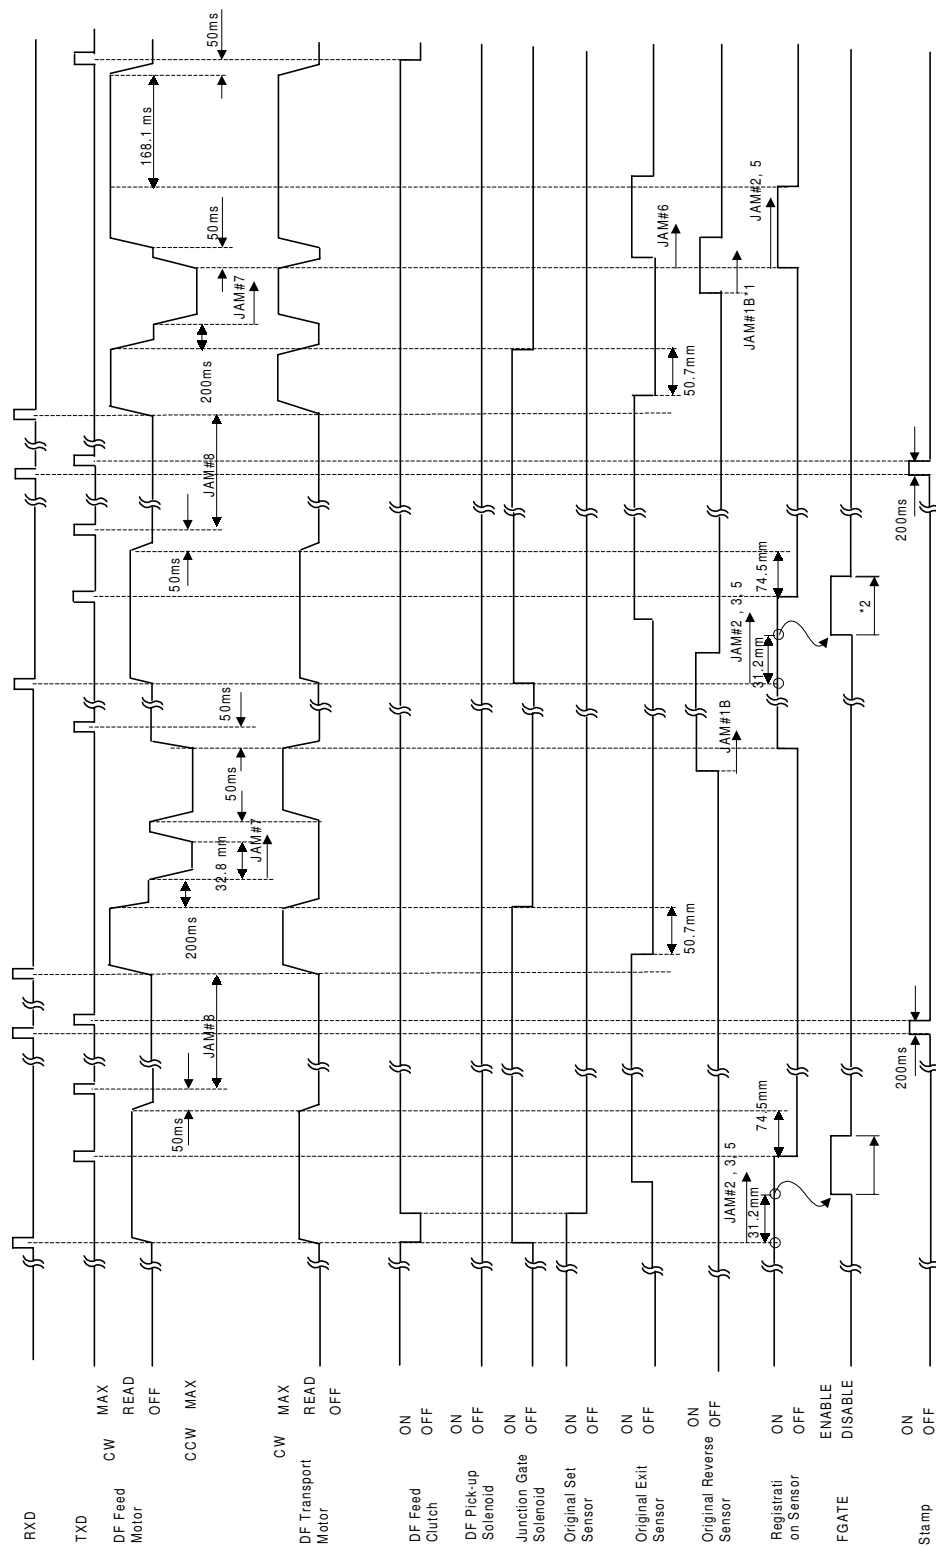 RXD
TXD
DF Feed
Motor
CW
MAX
READ
OFF
CCW MAX
50ms
JAM#8
200ms
32.8 mm
JAM#7
50ms
50ms
50ms
JAM#8
200ms
JAM#7
50ms
168.1 ms
50ms
DF Transport
Motor
CW
MAX
READ
OFF
DF Feed
Clutch
ON
OFF
DF Pick-up
Solenoid
ON
OFF
Junction Gate
Solenoid
ON
OFF
Original Set
Sensor
ON
OFF
Original Exit
Sensor
ON
OFF
50.7mm
50.7mm
JAM#6
Original Reverse
Sensor
ON
OFF
JAM#1B
JAM#1B*1
Registrati
on Sensor
ON
OFF
JAM#2 , 3, 5
31.2mm
74.5mm
JAM#2 , 3, 5
31.2mm
74.5mm
JAM#2, 5
FGATE
ENABLE
DISABLE
*2
Stamp
ON
OFF
200ms
200ms